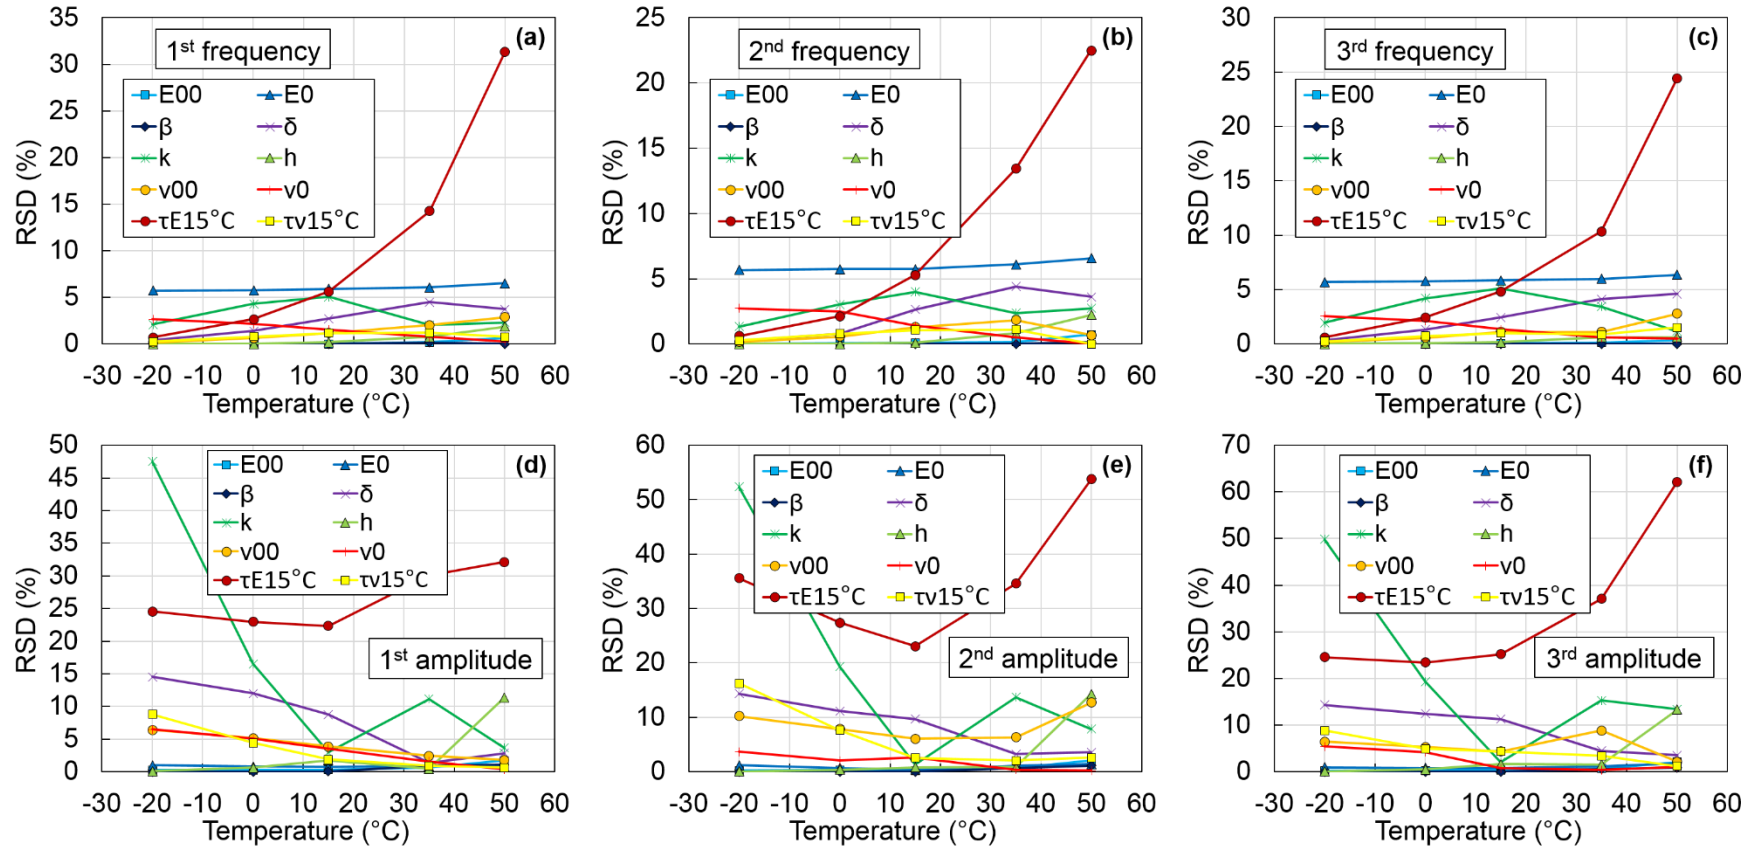 (a)
1st frequency
E00 E0
β δ
k h
v00 v0
τE15°C τv15°C
RSD (%)
35
30
25
20
15
10
5
0
-30 -20 -10 0 10 20 30 40 50 60
Temperature (°C)
(b)
2nd frequency
E00 E0
β δ
k h
v00 v0
τE15°C τv15°C
RSD (%)
25
20
15
10
5
0
-30 -20 -10 0 10 20 30 40 50 60
Temperature (°C)
(c)
3rd frequency
E00 E0
β δ
k h
v00 v0
τE15°C τv15°C
RSD (%)
30
25
20
15
10
5
0
-30 -20 -10 0 10 20 30 40 50 60
Temperature (°C)
(d)
E00 E0
β δ
k h
v00 v0
τE15°C τv15°C
1st amplitude
RSD (%)
50
45
40
35
30
25
20
15
10
5
0
-30 -20 -10 0 10 20 30 40 50 60
Temperature (°C)
(e)
E00 E0
β δ
k h
v00 v0
τE15°C τv15°C
2nd amplitude
RSD (%)
60
50
40
30
20
10
0
-30 -20 -10 0 10 20 30 40 50 60
Temperature (°C)
(f)
E00 E0
β δ
k h
v00 v0
τE15°C τv15°C
3rd amplitude
RSD (%)
70
60
50
40
30
20
10
0
-30 -20 -10 0 10 20 30 40 50 60
Temperature (°C)